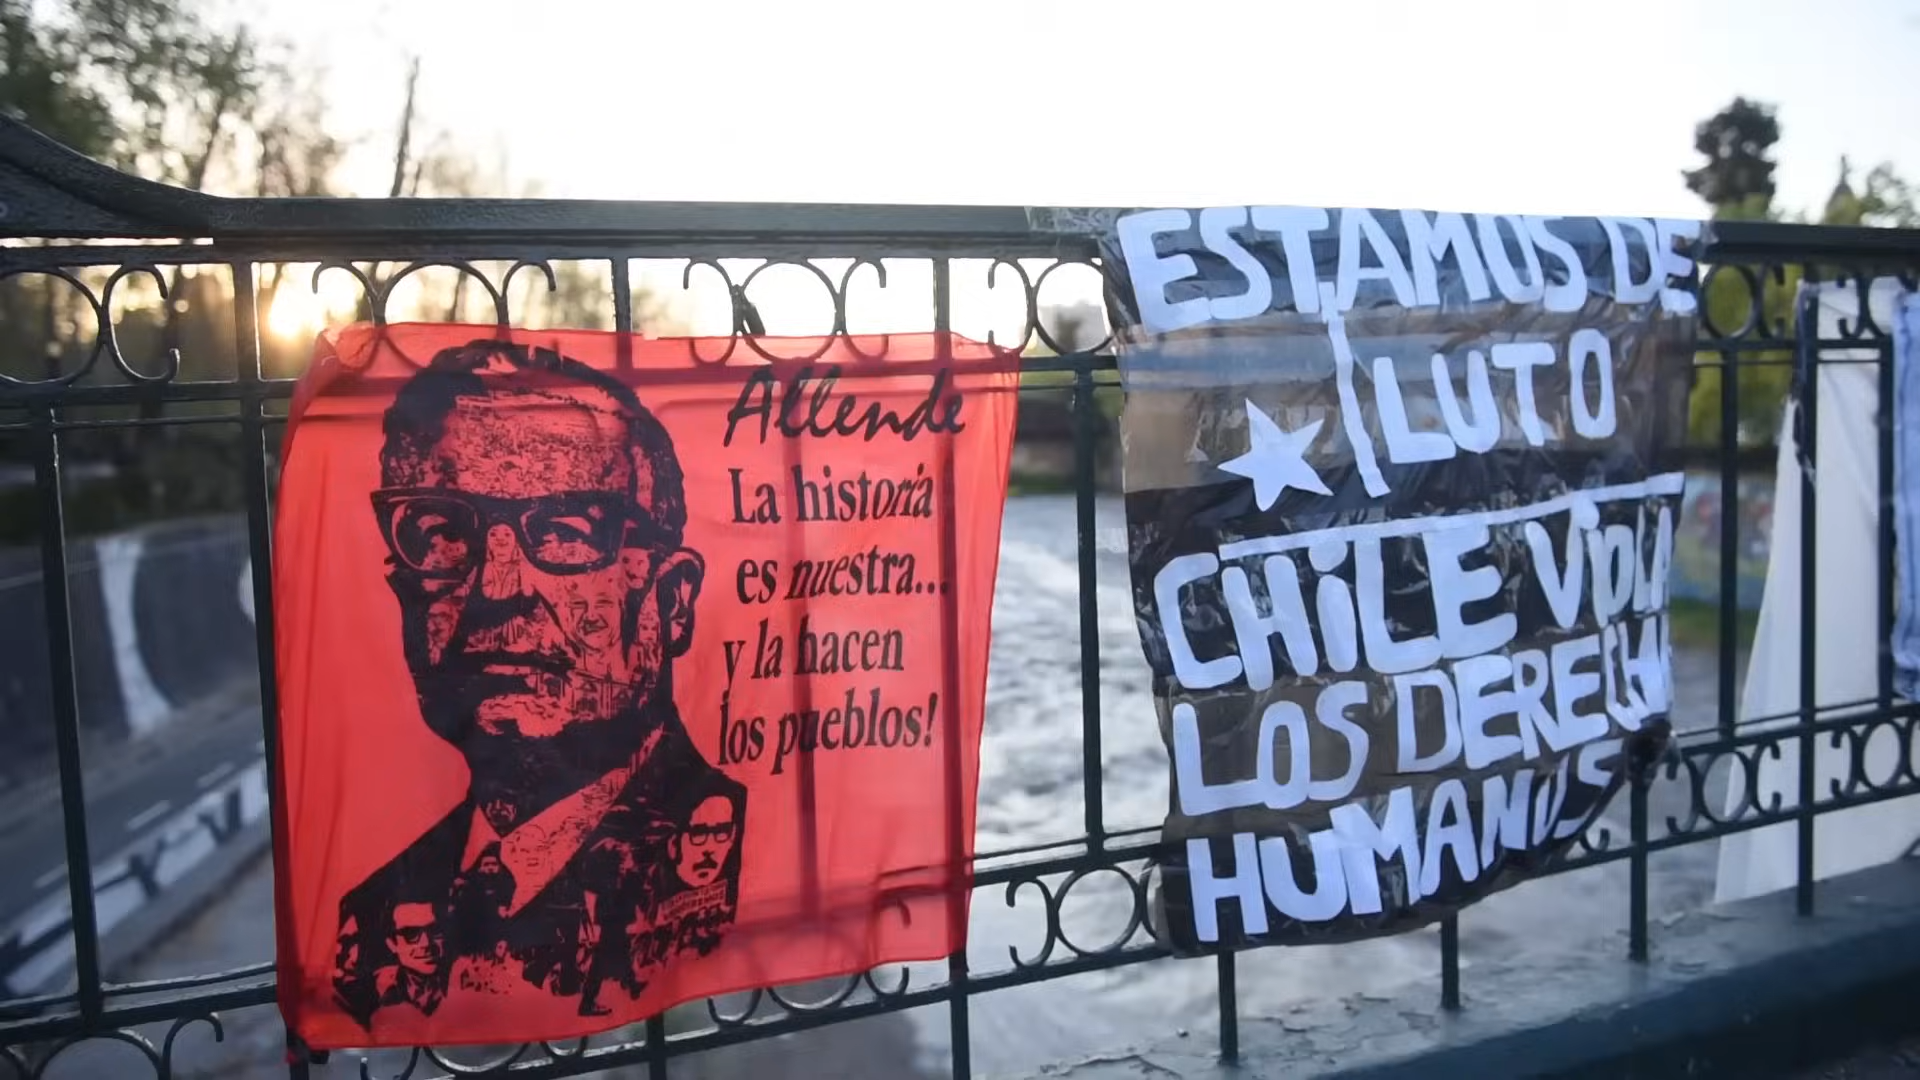 Allende
La historia
es nuestra...
y la hacen
los pueblos!
ESTAMOS DE
LUTO
CHiLE ViOLA
LOS DERECHOS
HUMANOS